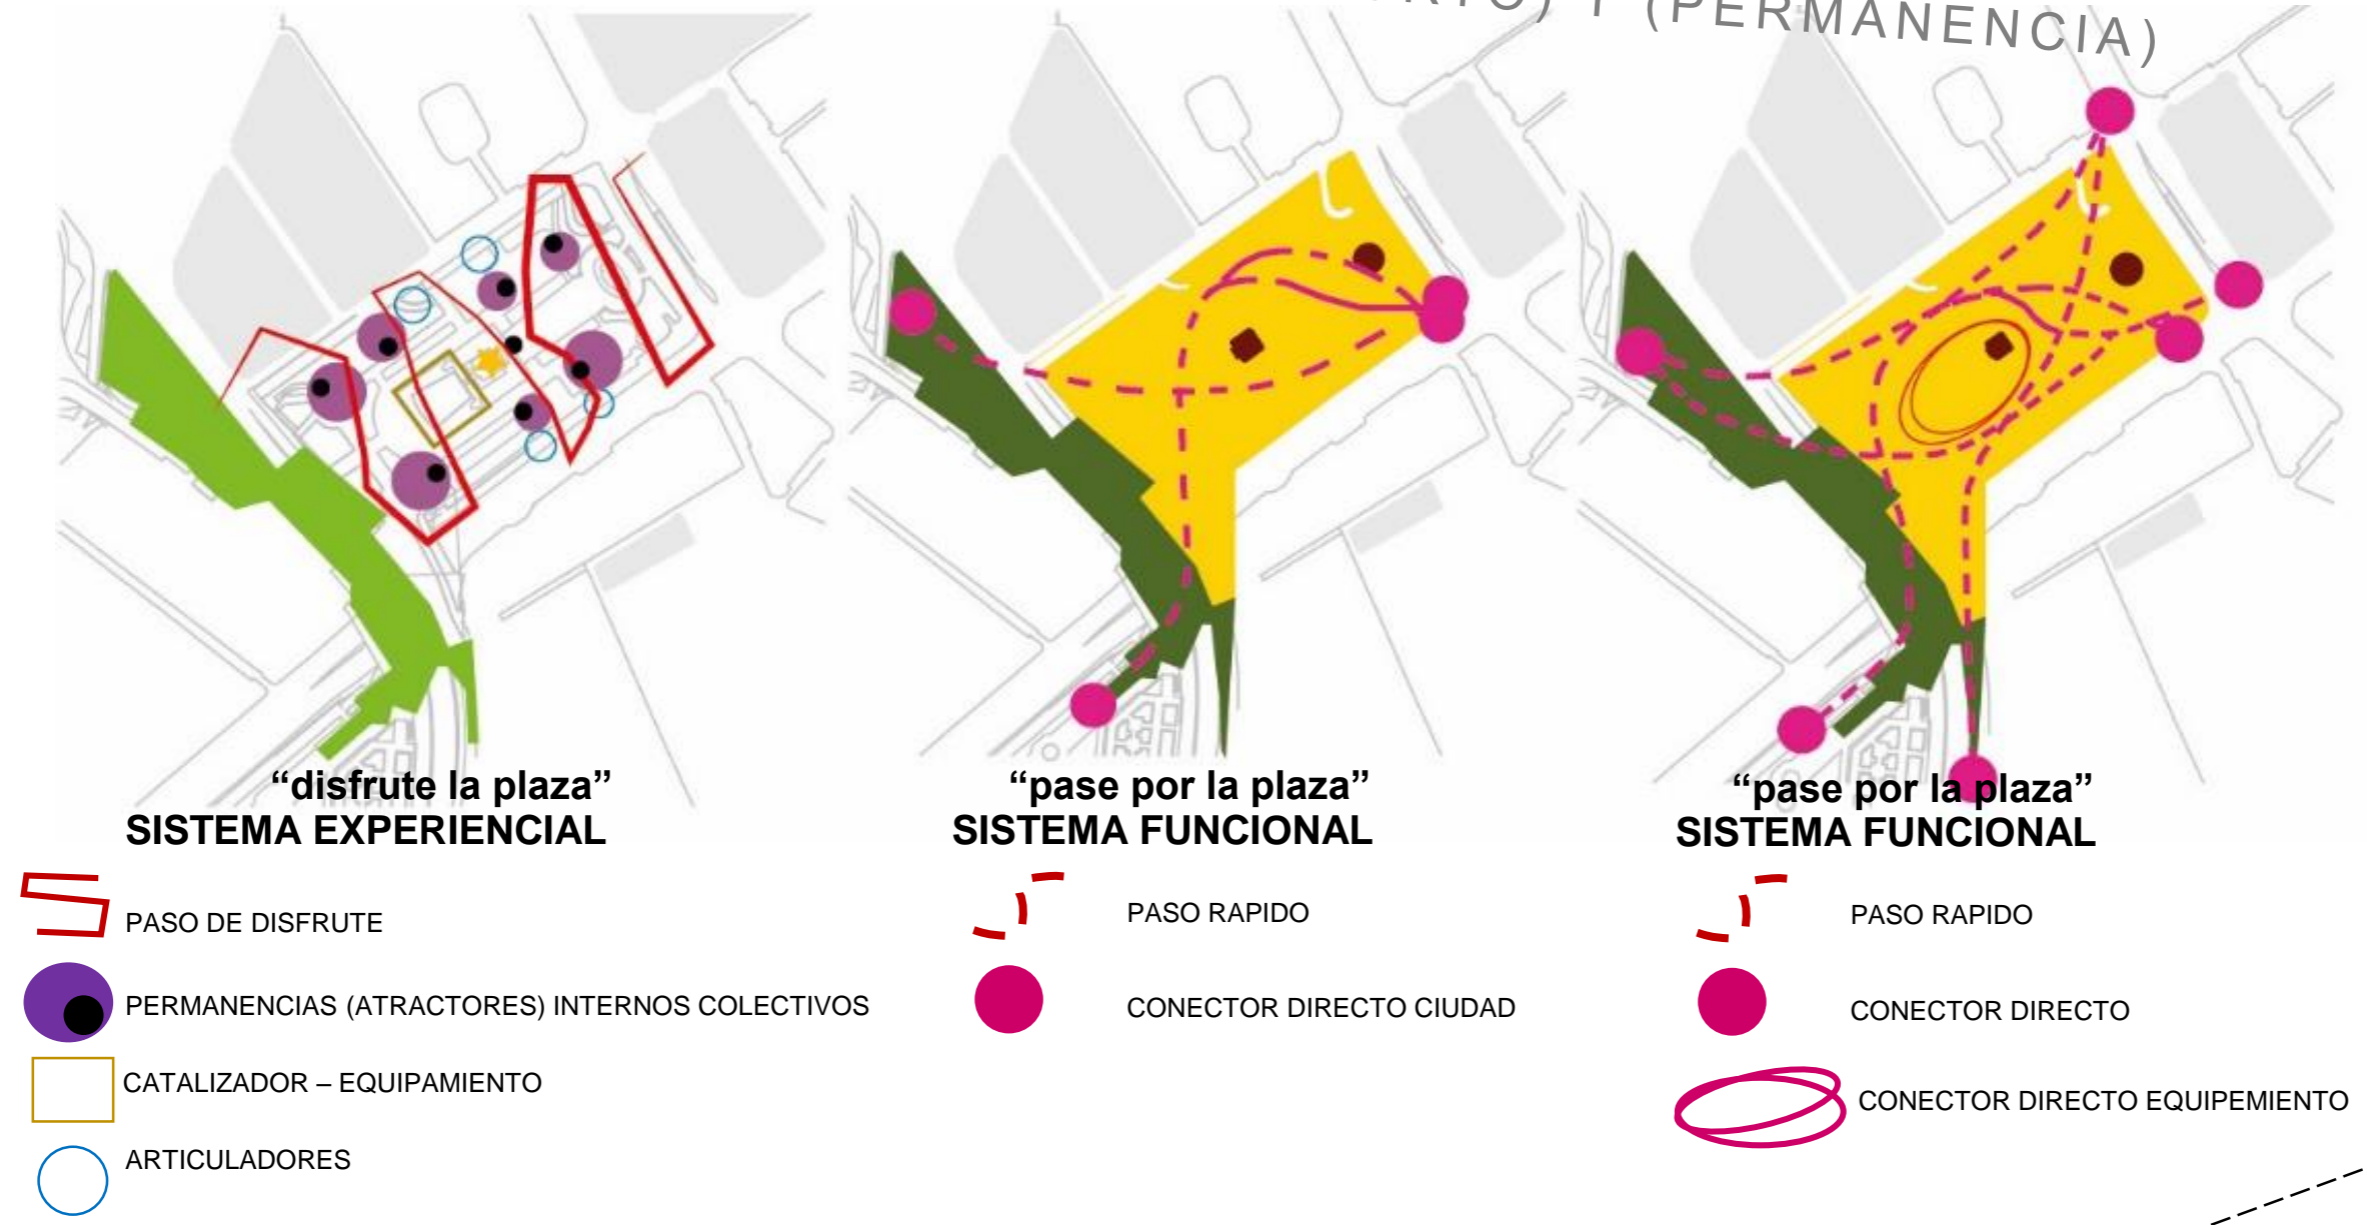 (PERMANENCIA)
“disfrute la plaza”
SISTEMA EXPERIENCIAL
PASO DE DISFRUTE
PERMANENCIAS (ATRACTORES) INTERNOS COLECTIVOS
CATALIZADOR – EQUIPAMIENTO
ARTICULADORES
“pase por la plaza”
SISTEMA FUNCIONAL
PASO RAPIDO
CONECTOR DIRECTO CIUDAD
“pase por la plaza”
SISTEMA FUNCIONAL
PASO RAPIDO
CONECTOR DIRECTO
CONECTOR DIRECTO EQUIPEMIENTO